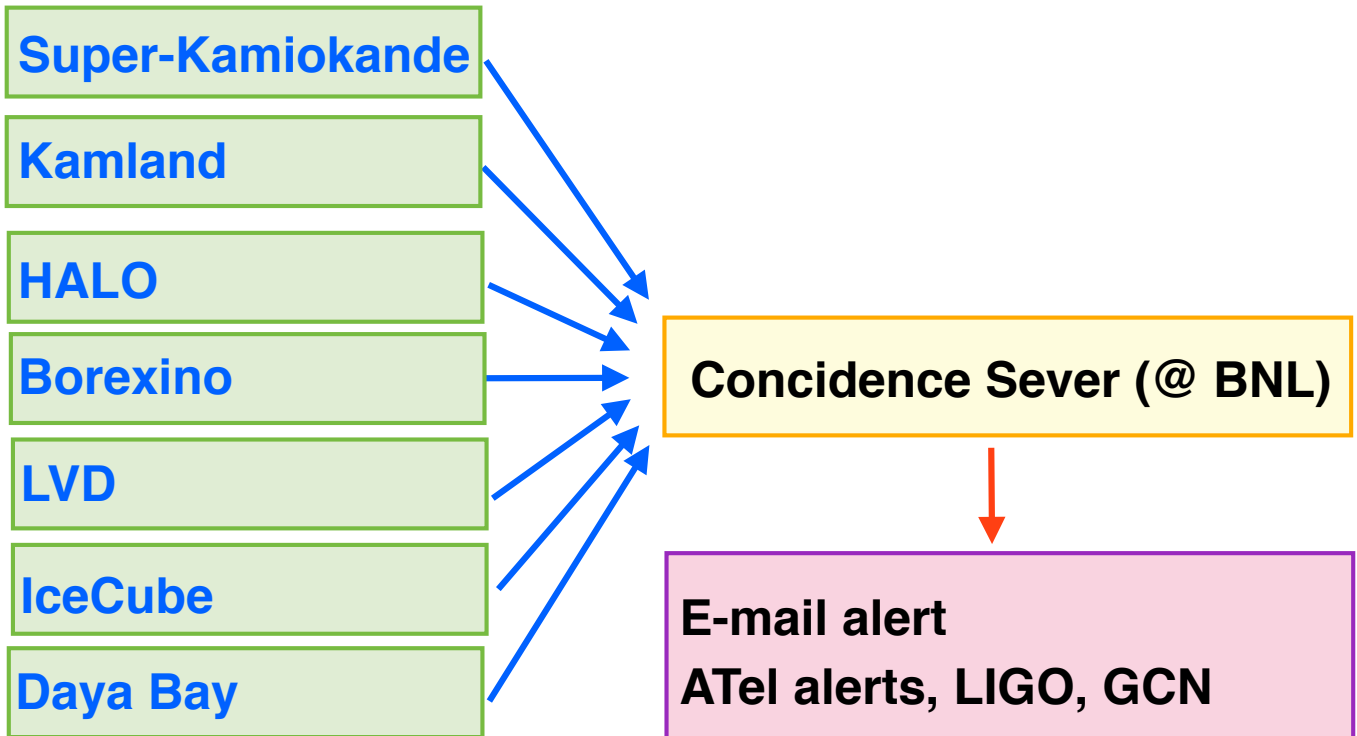 Super-Kamiokande
Kamland
HALO
Borexino
LVD
IceCube
Daya Bay
Concidence Sever (@ BNL)
E-mail alert
ATel alerts, LIGO, GCN